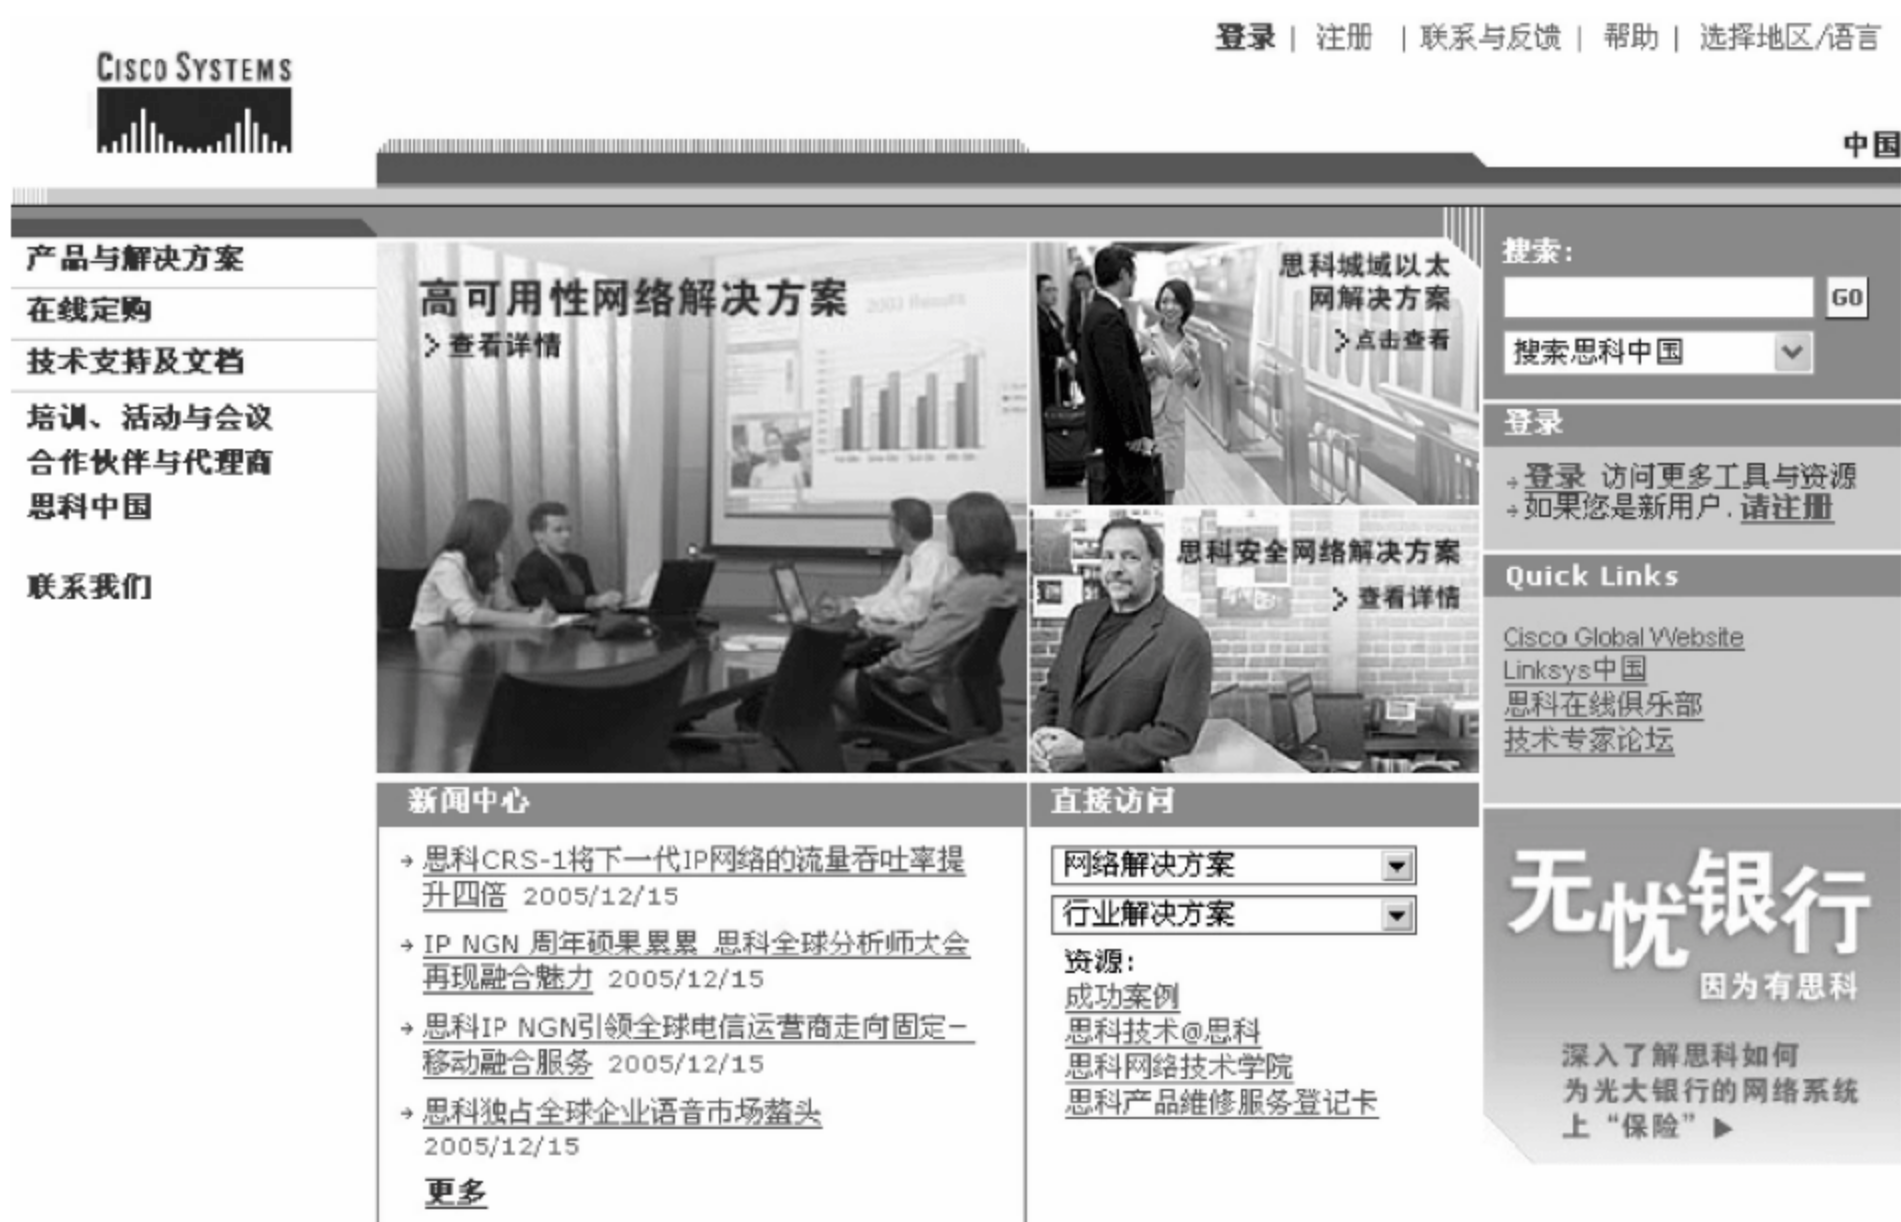 登录 | 注册 | 联系与反馈 | 帮助 | 选择地区/语言
CISCO SYSTEMS
中国
产品与解决方案
在线定购
技术支持及文档
培训、活动与会议
合作伙伴与代理商
思科中国
联系我们
高可用性网络解决方案
> 查看详情
思科城域以太
网解决方案
>点击查看
思科安全网络解决方案
> 查看详情
搜索:
GO
搜索思科中国
登录
→ 登录 访问更多工具与资源
→ 如果您是新用户, 请注册
Quick Links
Cisco Global Website
Linksys中国
思科在线俱乐部
技术专家论坛
新闻中心
→ 思科CRS-1将下一代IP网络的流量吞吐率提
升四倍 2005/12/15
→ IP NGN 周年硕果累累 思科全球分析师大会
再现融合魅力 2005/12/15
→ 思科IP NGN引领全球电信运营商走向固定-
移动融合服务 2005/12/15
→ 思科独占全球企业语音市场鳌头
2005/12/15
更多
直接访问
网络解决方案
行业解决方案
资源:
成功案例
思科技术@思科
思科网络技术学院
思科产品维修服务登记卡
无忧银行
因为有思科
深入了解思科如何
为光大银行的网络系统
上“保险”▶